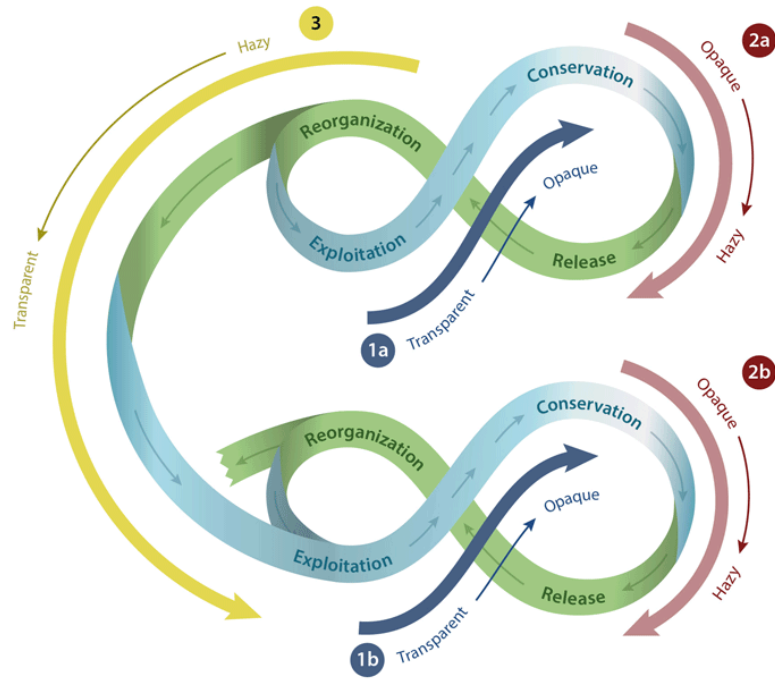 3
Hazy
Transparent
2a
Opaque
Hazy
Conservation
Reorganization
Opaque
Exploitation
Release
Transparent
1a
2b
Opaque
Hazy
Conservation
Reorganization
Opaque
Exploitation
Release
Transparent
1b